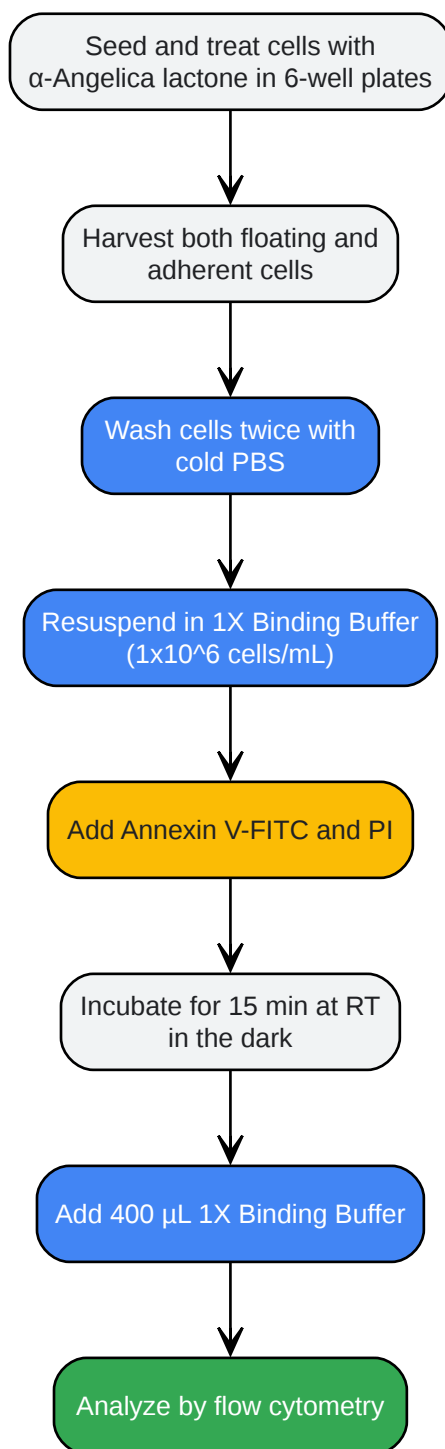 Seed and treat cells with
α-Angelica lactone in 6-well plates
Harvest both floating and
adherent cells
Wash cells twice with
cold PBS
Resuspend in 1X Binding Buffer
(1x10^6 cells/mL)
Add Annexin V-FITC and PI
Incubate for 15 min at RT
in the dark
Add 400 µL 1X Binding Buffer
Analyze by flow cytometry